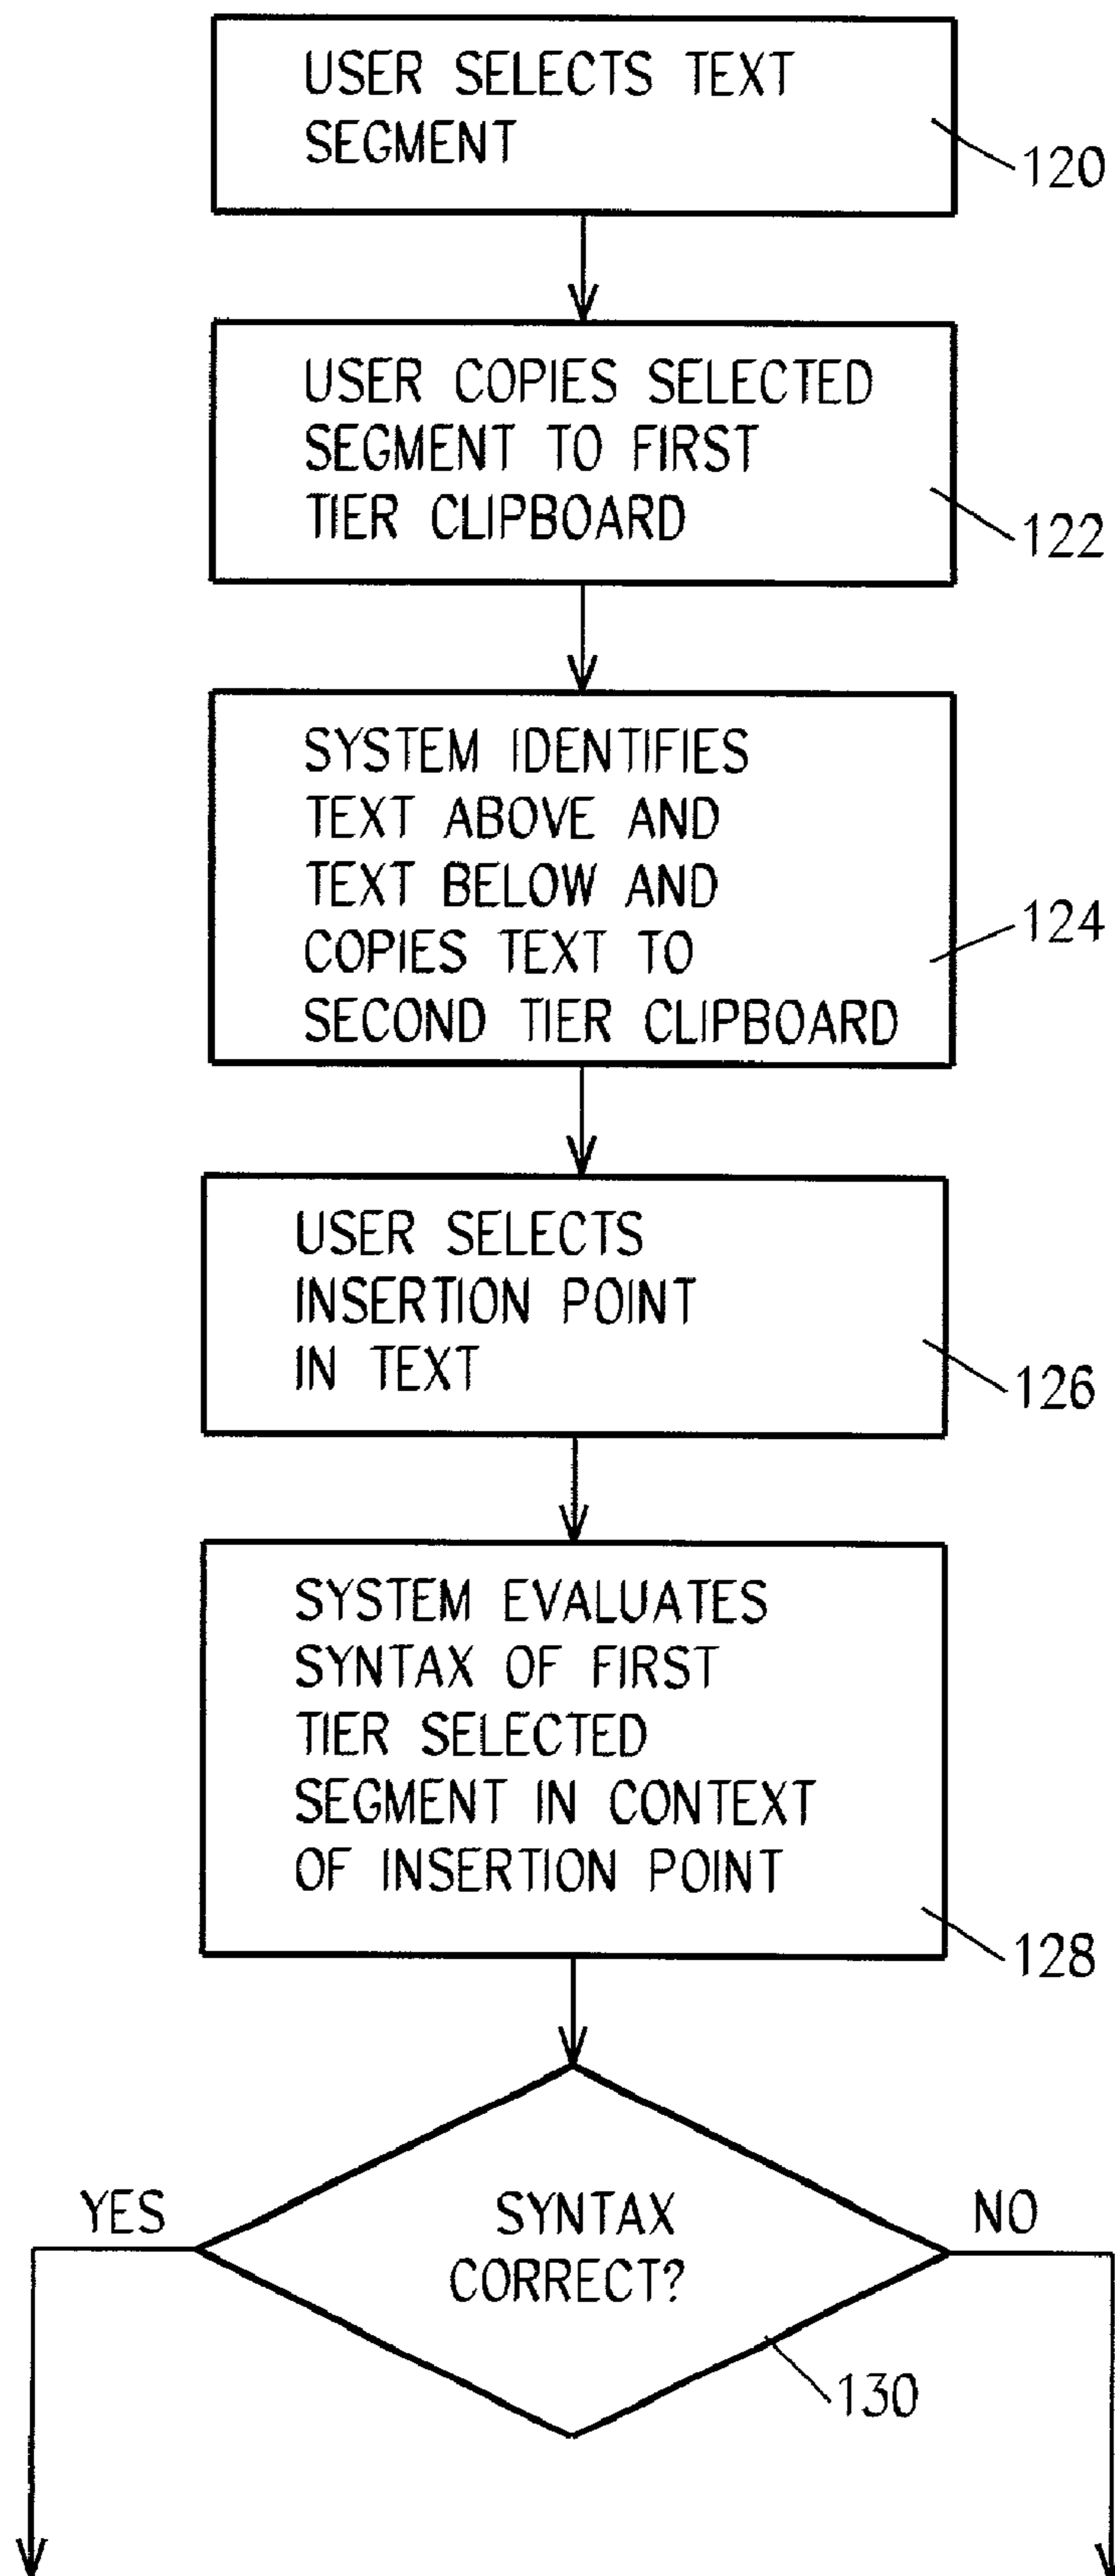 USER SELECTS TEXT
SEGMENT
120
USER COPIES SELECTED
SEGMENT TO FIRST
TIER CLIPBOARD
122
SYSTEM IDENTIFIES
TEXT ABOVE AND
TEXT BELOW AND
COPIES TEXT TO
SECOND TIER CLIPBOARD
124
USER SELECTS
INSERTION POINT
IN TEXT
126
SYSTEM EVALUATES
SYNTAX OF FIRST
TIER SELECTED
SEGMENT IN CONTEXT
OF INSERTION POINT
128
YES
NO
SYNTAX
CORRECT?
130